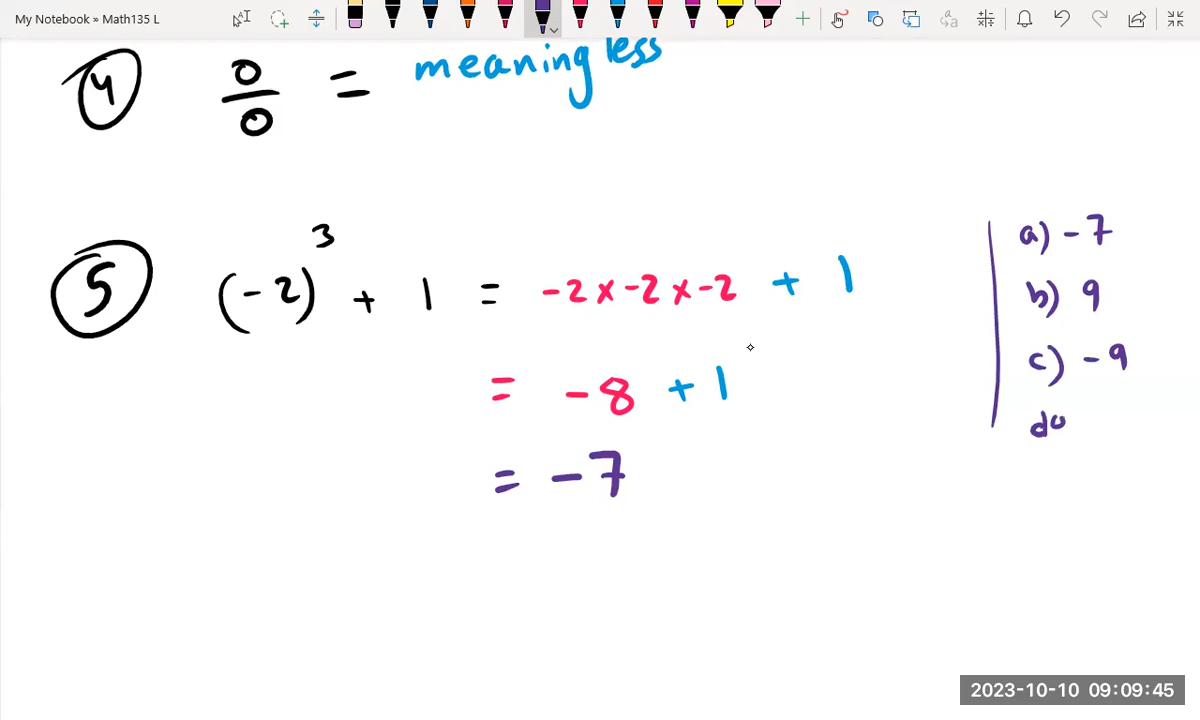 My Notebook » Math135 L
④ 0/0 = meaningless
⑤ (-2)³ + 1 = -2 x -2 x -2 + 1
= -8 + 1
= -7
a) -7
b) 9
c) -9
2023-10-10 09:09:45